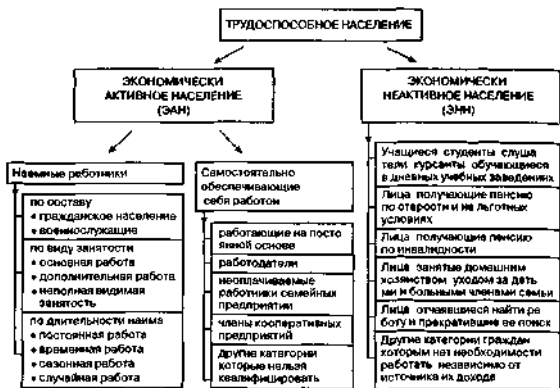 ТРУДОСПОСОБНОЕ НАСЕЛЕНИЕ
ЭКОНОМИЧЕСКИ
АКТИВНОЕ НАСЕЛЕНИЕ
(ЭАН)
ЭКОНОМИЧЕСКИ
НЕАКТИВНОЕ НАСЕЛЕНИЕ
(ЭНН)
Наемные работники
по составу
• гражданское население
• военнослужащие
по виду занятости
• основная работа
• дополнительная работа
• неполная видимая
занятость
по длительности найма
• постоянная работа
• временная работа
• сезонная работа
• случайная работа
Самостоятельно
обеспечивающие
себя работой
работающие на посто
янной основе
работодатели
неоплачиваемые
работники семейных
предприятий
члены кооперативных
предприятий
другие категории
которые нельзя
квалифицировать
Учащиеся студенты слуша
тели курсанты обучающиеся
в дневных учебных заведениях
Лица получающие пенсию
по старости и на льготных
условиях
Лица получающие пенсию
по инвалидности
Лица занятые домашним
хозяйством уходом за деть
ми и больными членами семьи
Лица отчаявшиеся найти ра
боту и прекратившие ее поиск
Другие категории граждан
которым нет необходимости
работать независимо от
источника их дохода